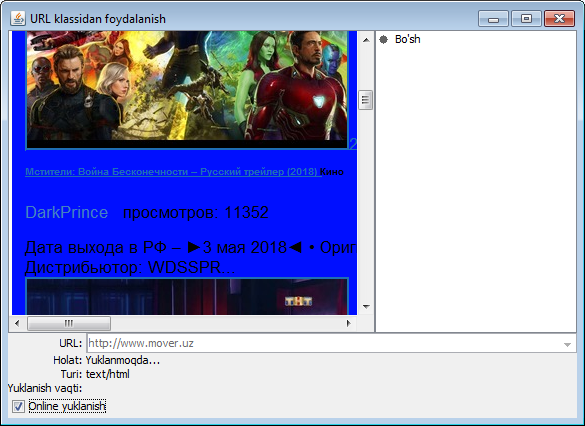 URL klassidan foydalanish
2
Мстители: Война Бесконечности – Русский трейлер (2018) Кино
DarkPrince просмотров: 11352
Дата выхода в РФ – ►3 мая 2018◄ • Ориг
Дистрибьютор: WDSSPR...
ТНТ
Bo'sh
URL: http://www.mover.uz
Holat: Yuklanmoqda...
Turi: text/html
Yuklanish vaqti:
Online yuklanish